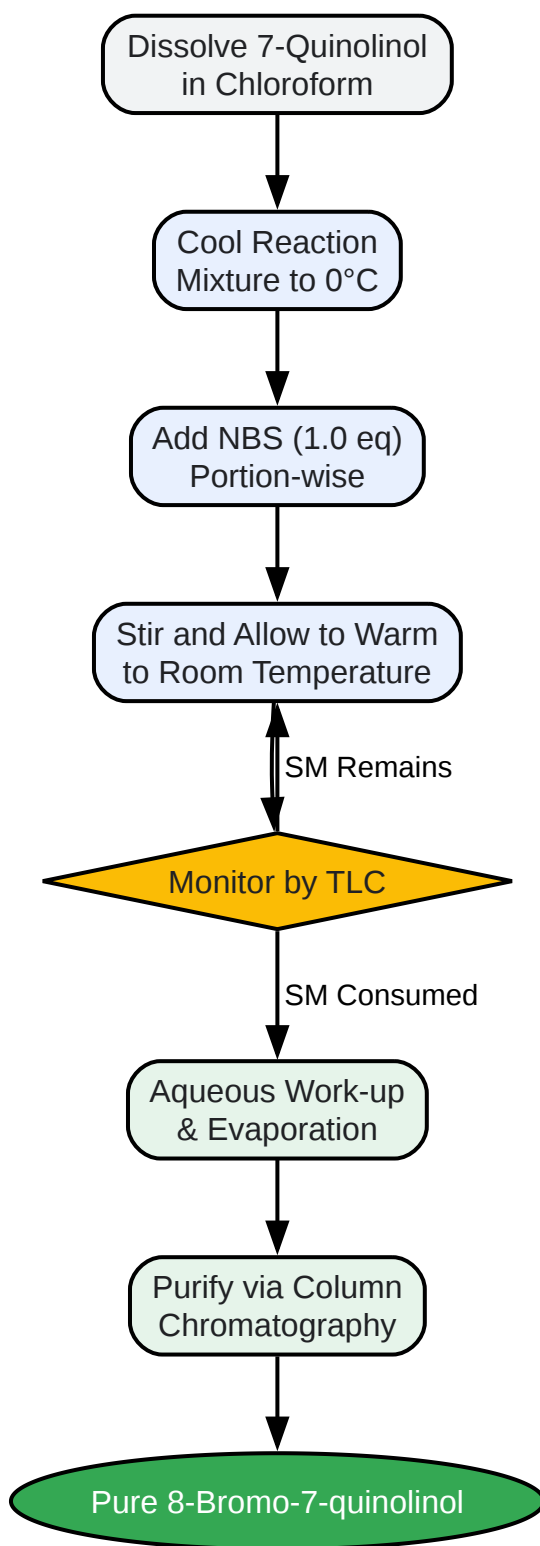 Dissolve 7-Quinolinol
in Chloroform
Cool Reaction
Mixture to 0°C
Add NBS (1.0 eq)
Portion-wise
Stir and Allow to Warm
to Room Temperature
SM Remains
Monitor by TLC
SM Consumed
Aqueous Work-up
& Evaporation
Purify via Column
Chromatography
Pure 8-Bromo-7-quinolinol